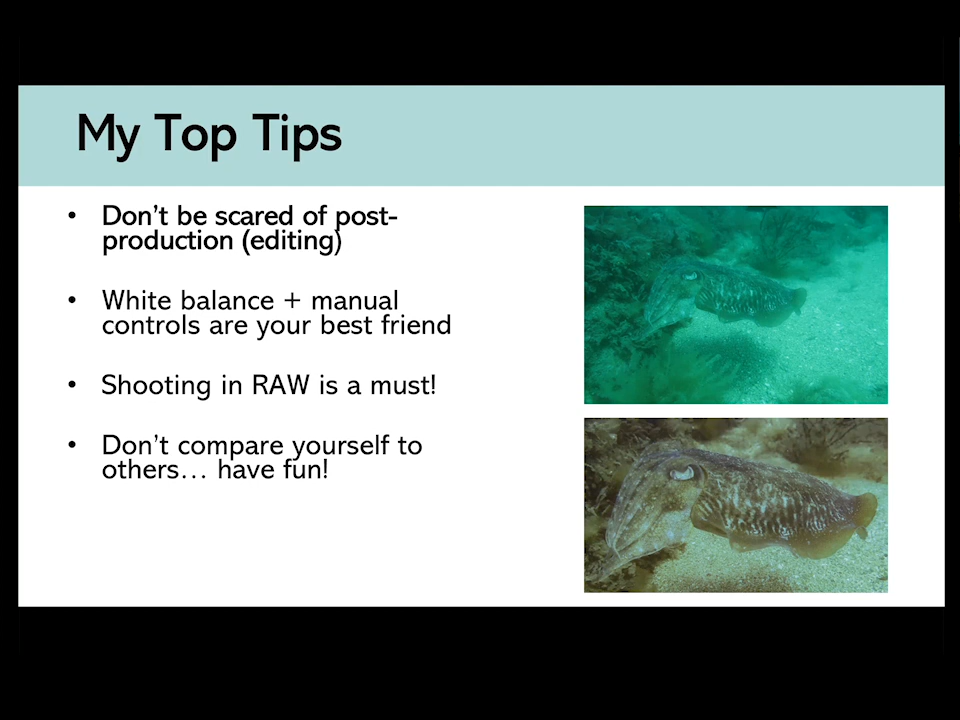 My Top Tips
• Don't be scared of post-
production (editing)
• White balance + manual
controls are your best friend
• Shooting in RAW is a must!
• Don't compare yourself to
others... have fun!